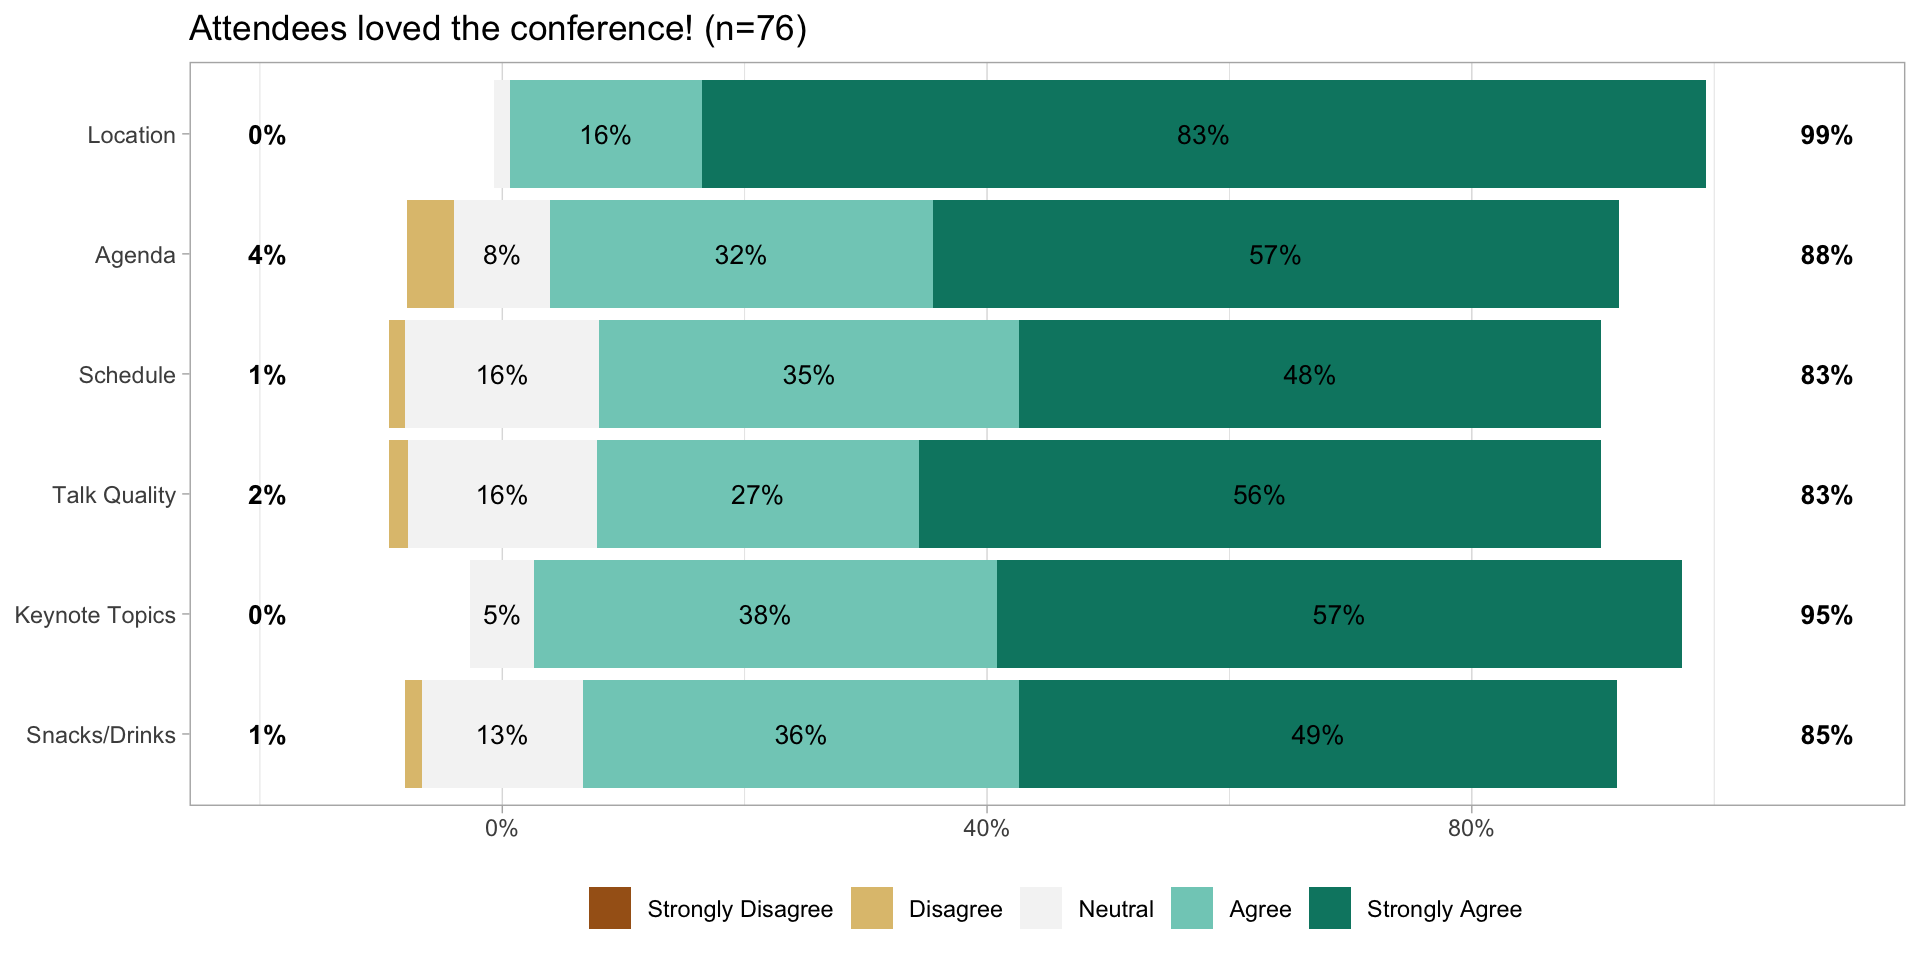 Attendees loved the conference! (n=76)
Location 0% 16% 83% 99%
Agenda 4% 8% 32% 57% 88%
Schedule 1% 16% 35% 48% 83%
Talk Quality 2% 16% 27% 56% 83%
Keynote Topics 0% 5% 38% 57% 95%
Snacks/Drinks 1% 13% 36% 49% 85%
0% 40% 80%
Strongly Disagree Disagree Neutral Agree Strongly Agree